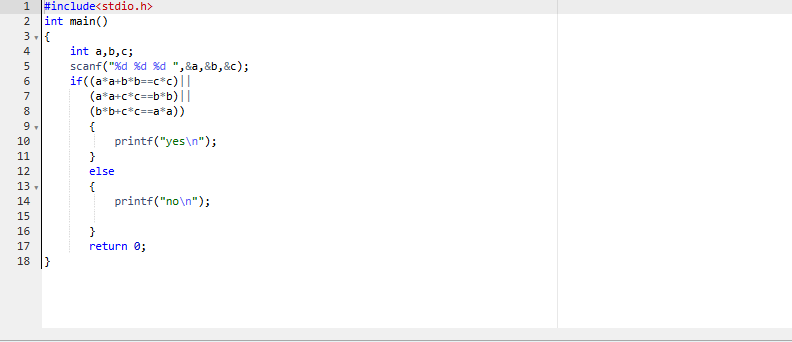 1 #include<stdio.h>
2 int main()
3 {
4 int a,b,c;
5 scanf("%d %d %d ",&a,&b,&c);
6 if((a*a+b*b==c*c)||
7 (a*a+c*c==b*b)||
8 (b*b+c*c==a*a))
9 {
10 printf("yes\n");
11 }
12 else
13 {
14 printf("no\n");
15
16 }
17 return 0;
18 }